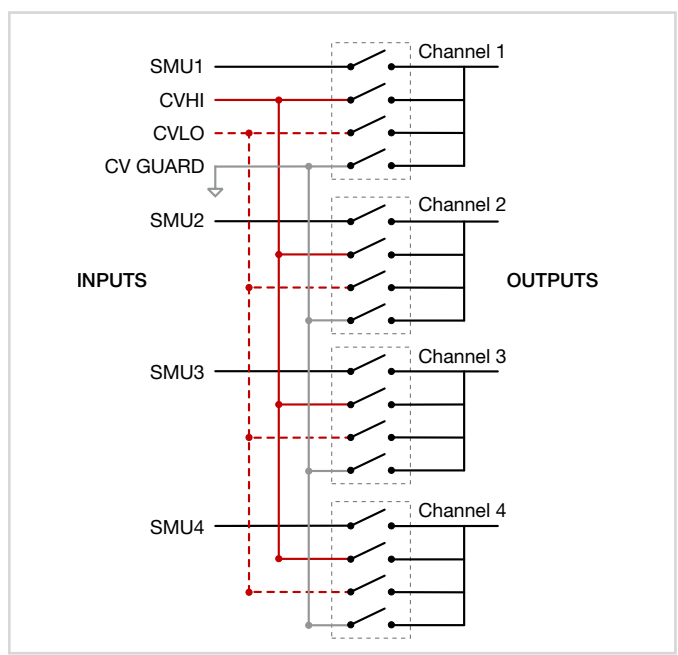 Channel 1
SMU1
CVHI
CVLO
CV GUARD
Channel 2
SMU2
INPUTS
OUTPUTS
Channel 3
SMU3
Channel 4
SMU4